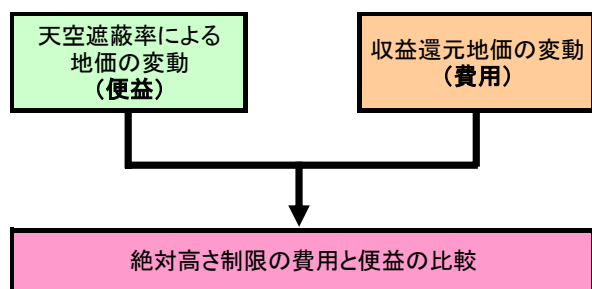 天空遮蔽率による
地価の変動
（便益）
収益還元地価の変動
（費用）
絶対高さ制限の費用と便益の比較